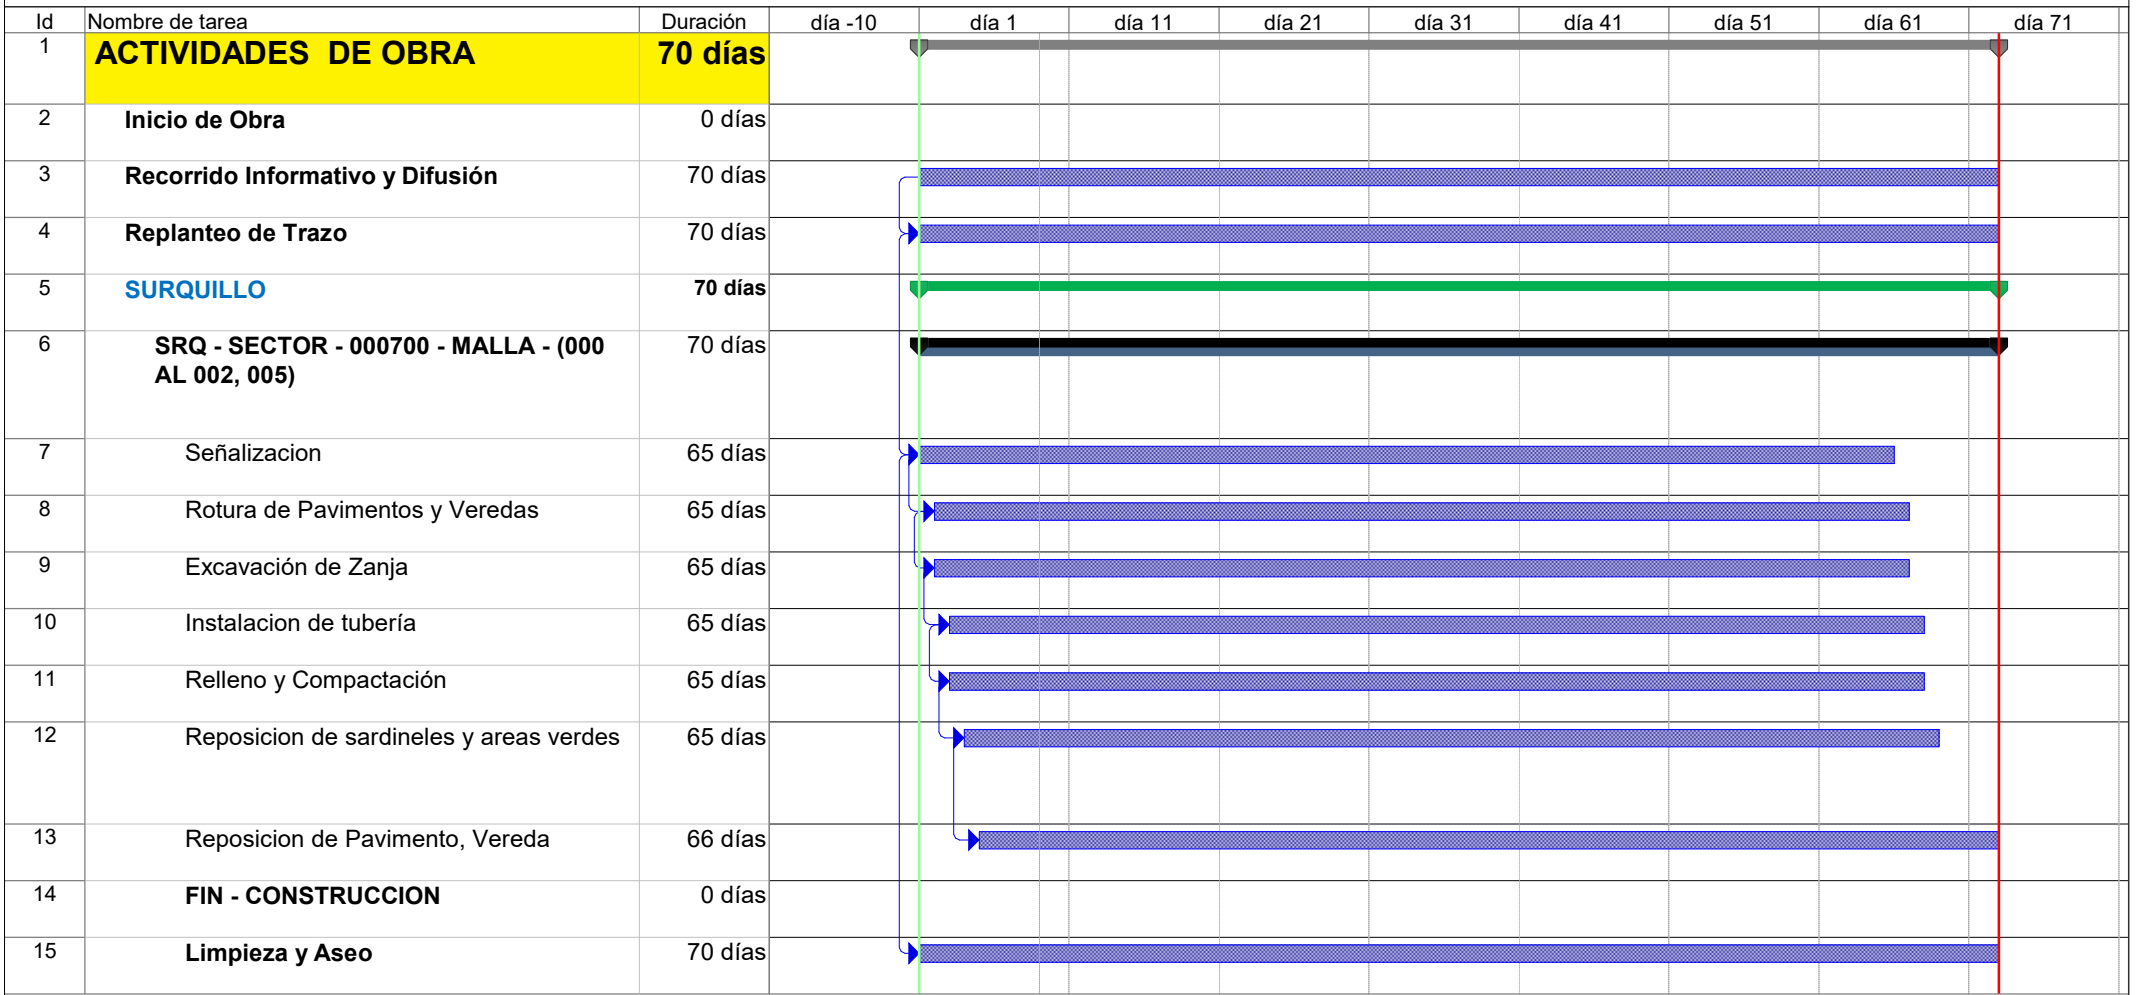 Id Nombre de tarea Duración día -10 día 1 día 11 día 21 día 31 día 41 día 51 día 61 día 71
1 ACTIVIDADES DE OBRA 70 días
2 Inicio de Obra 0 días
3 Recorrido Informativo y Difusión 70 días
4 Replanteo de Trazo 70 días
5 SURQUILLO 70 días
6 SRQ - SECTOR - 000700 - MALLA - (000 70 días
AL 002, 005)
7 Señalizacion 65 días
8 Rotura de Pavimentos y Veredas 65 días
9 Excavación de Zanja 65 días
10 Instalacion de tubería 65 días
11 Relleno y Compactación 65 días
12 Reposicion de sardineles y areas verdes 65 días
13 Reposicion de Pavimento, Vereda 66 días
14 FIN - CONSTRUCCION 0 días
15 Limpieza y Aseo 70 días